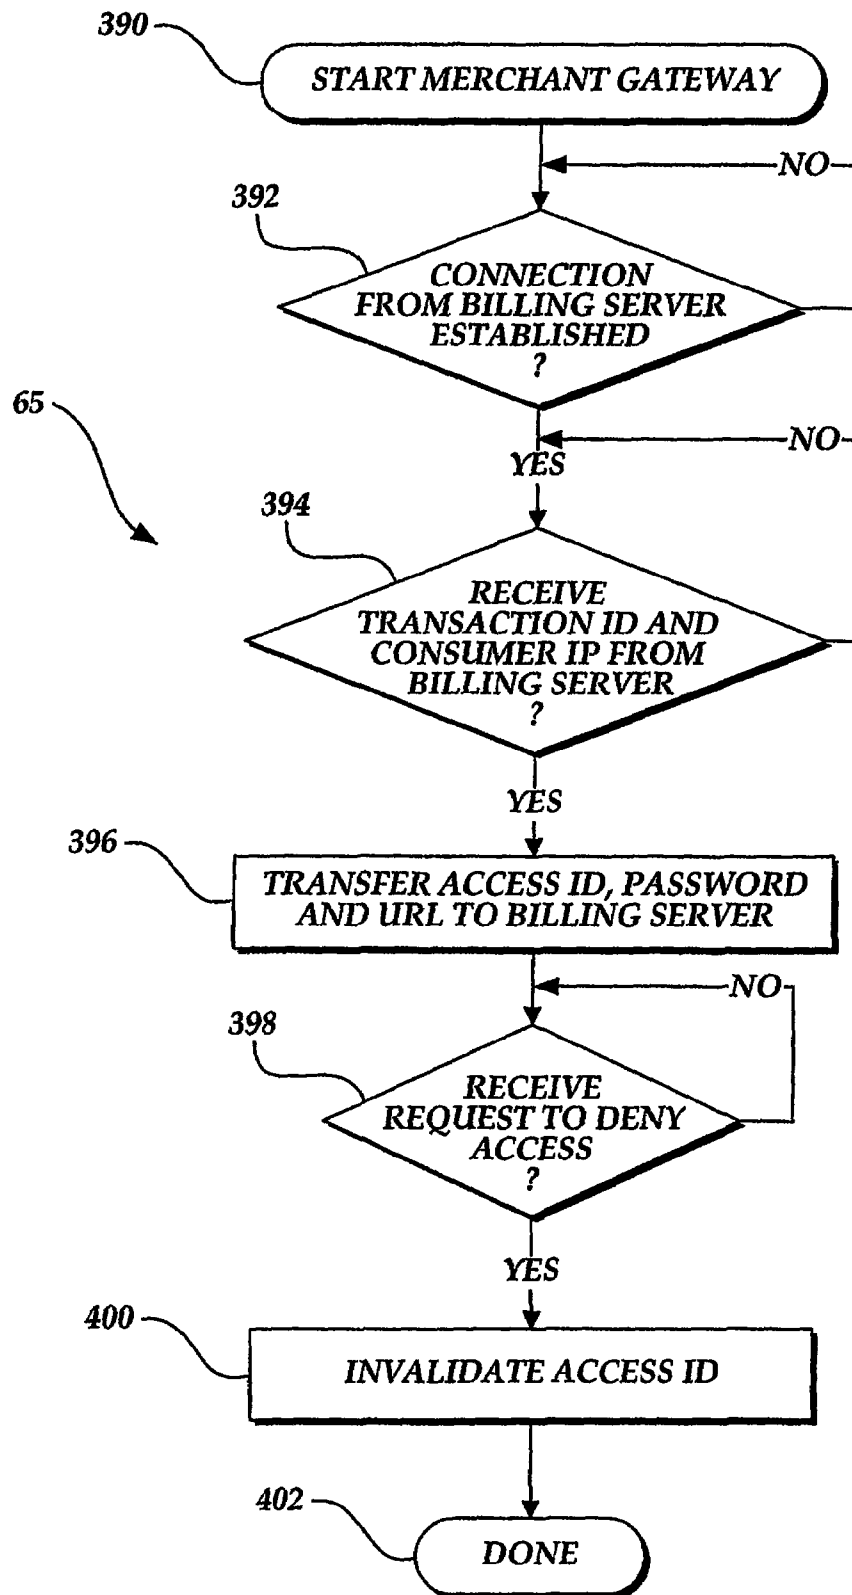 390
START MERCHANT GATEWAY
NO
392
CONNECTION
FROM BILLING SERVER
ESTABLISHED
?
65
NO
YES
394
RECEIVE
TRANSACTION ID AND
CONSUMER IP FROM
BILLING SERVER
?
YES
396
TRANSFER ACCESS ID, PASSWORD
AND URL TO BILLING SERVER
NO
398
RECEIVE
REQUEST TO DENY
ACCESS
?
YES
400
INVALIDATE ACCESS ID
402
DONE